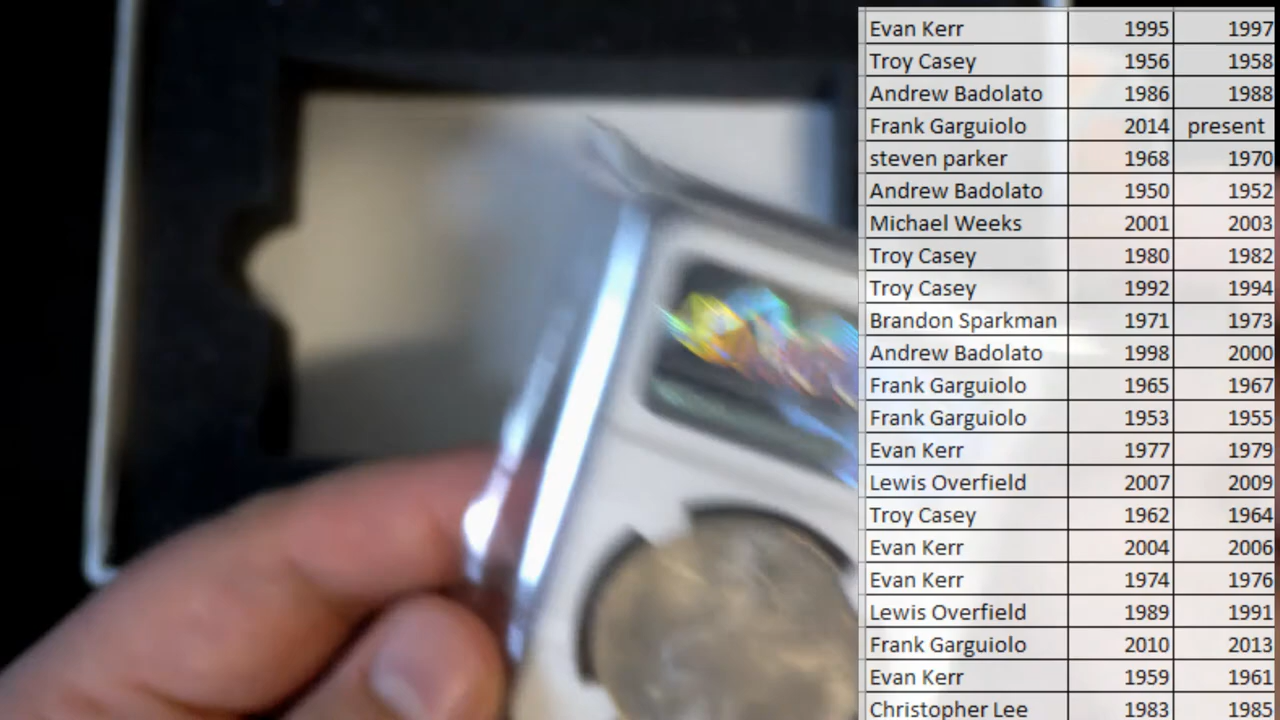 Evan Kerr 1995 1997
Troy Casey 1956 1958
Andrew Badolato 1986 1988
Frank Garguiolo 2014 present
steven parker 1968 1970
Andrew Badolato 1950 1952
Michael Weeks 2001 2003
Troy Casey 1980 1982
Troy Casey 1992 1994
Brandon Sparkman 1971 1973
Andrew Badolato 1998 2000
Frank Garguiolo 1965 1967
Frank Garguiolo 1953 1955
Evan Kerr 1977 1979
Lewis Overfield 2007 2009
Troy Casey 1962 1964
Evan Kerr 2004 2006
Evan Kerr 1974 1976
Lewis Overfield 1989 1991
Frank Garguiolo 2010 2013
Evan Kerr 1959 1961
Christopher Lee 1983 1985